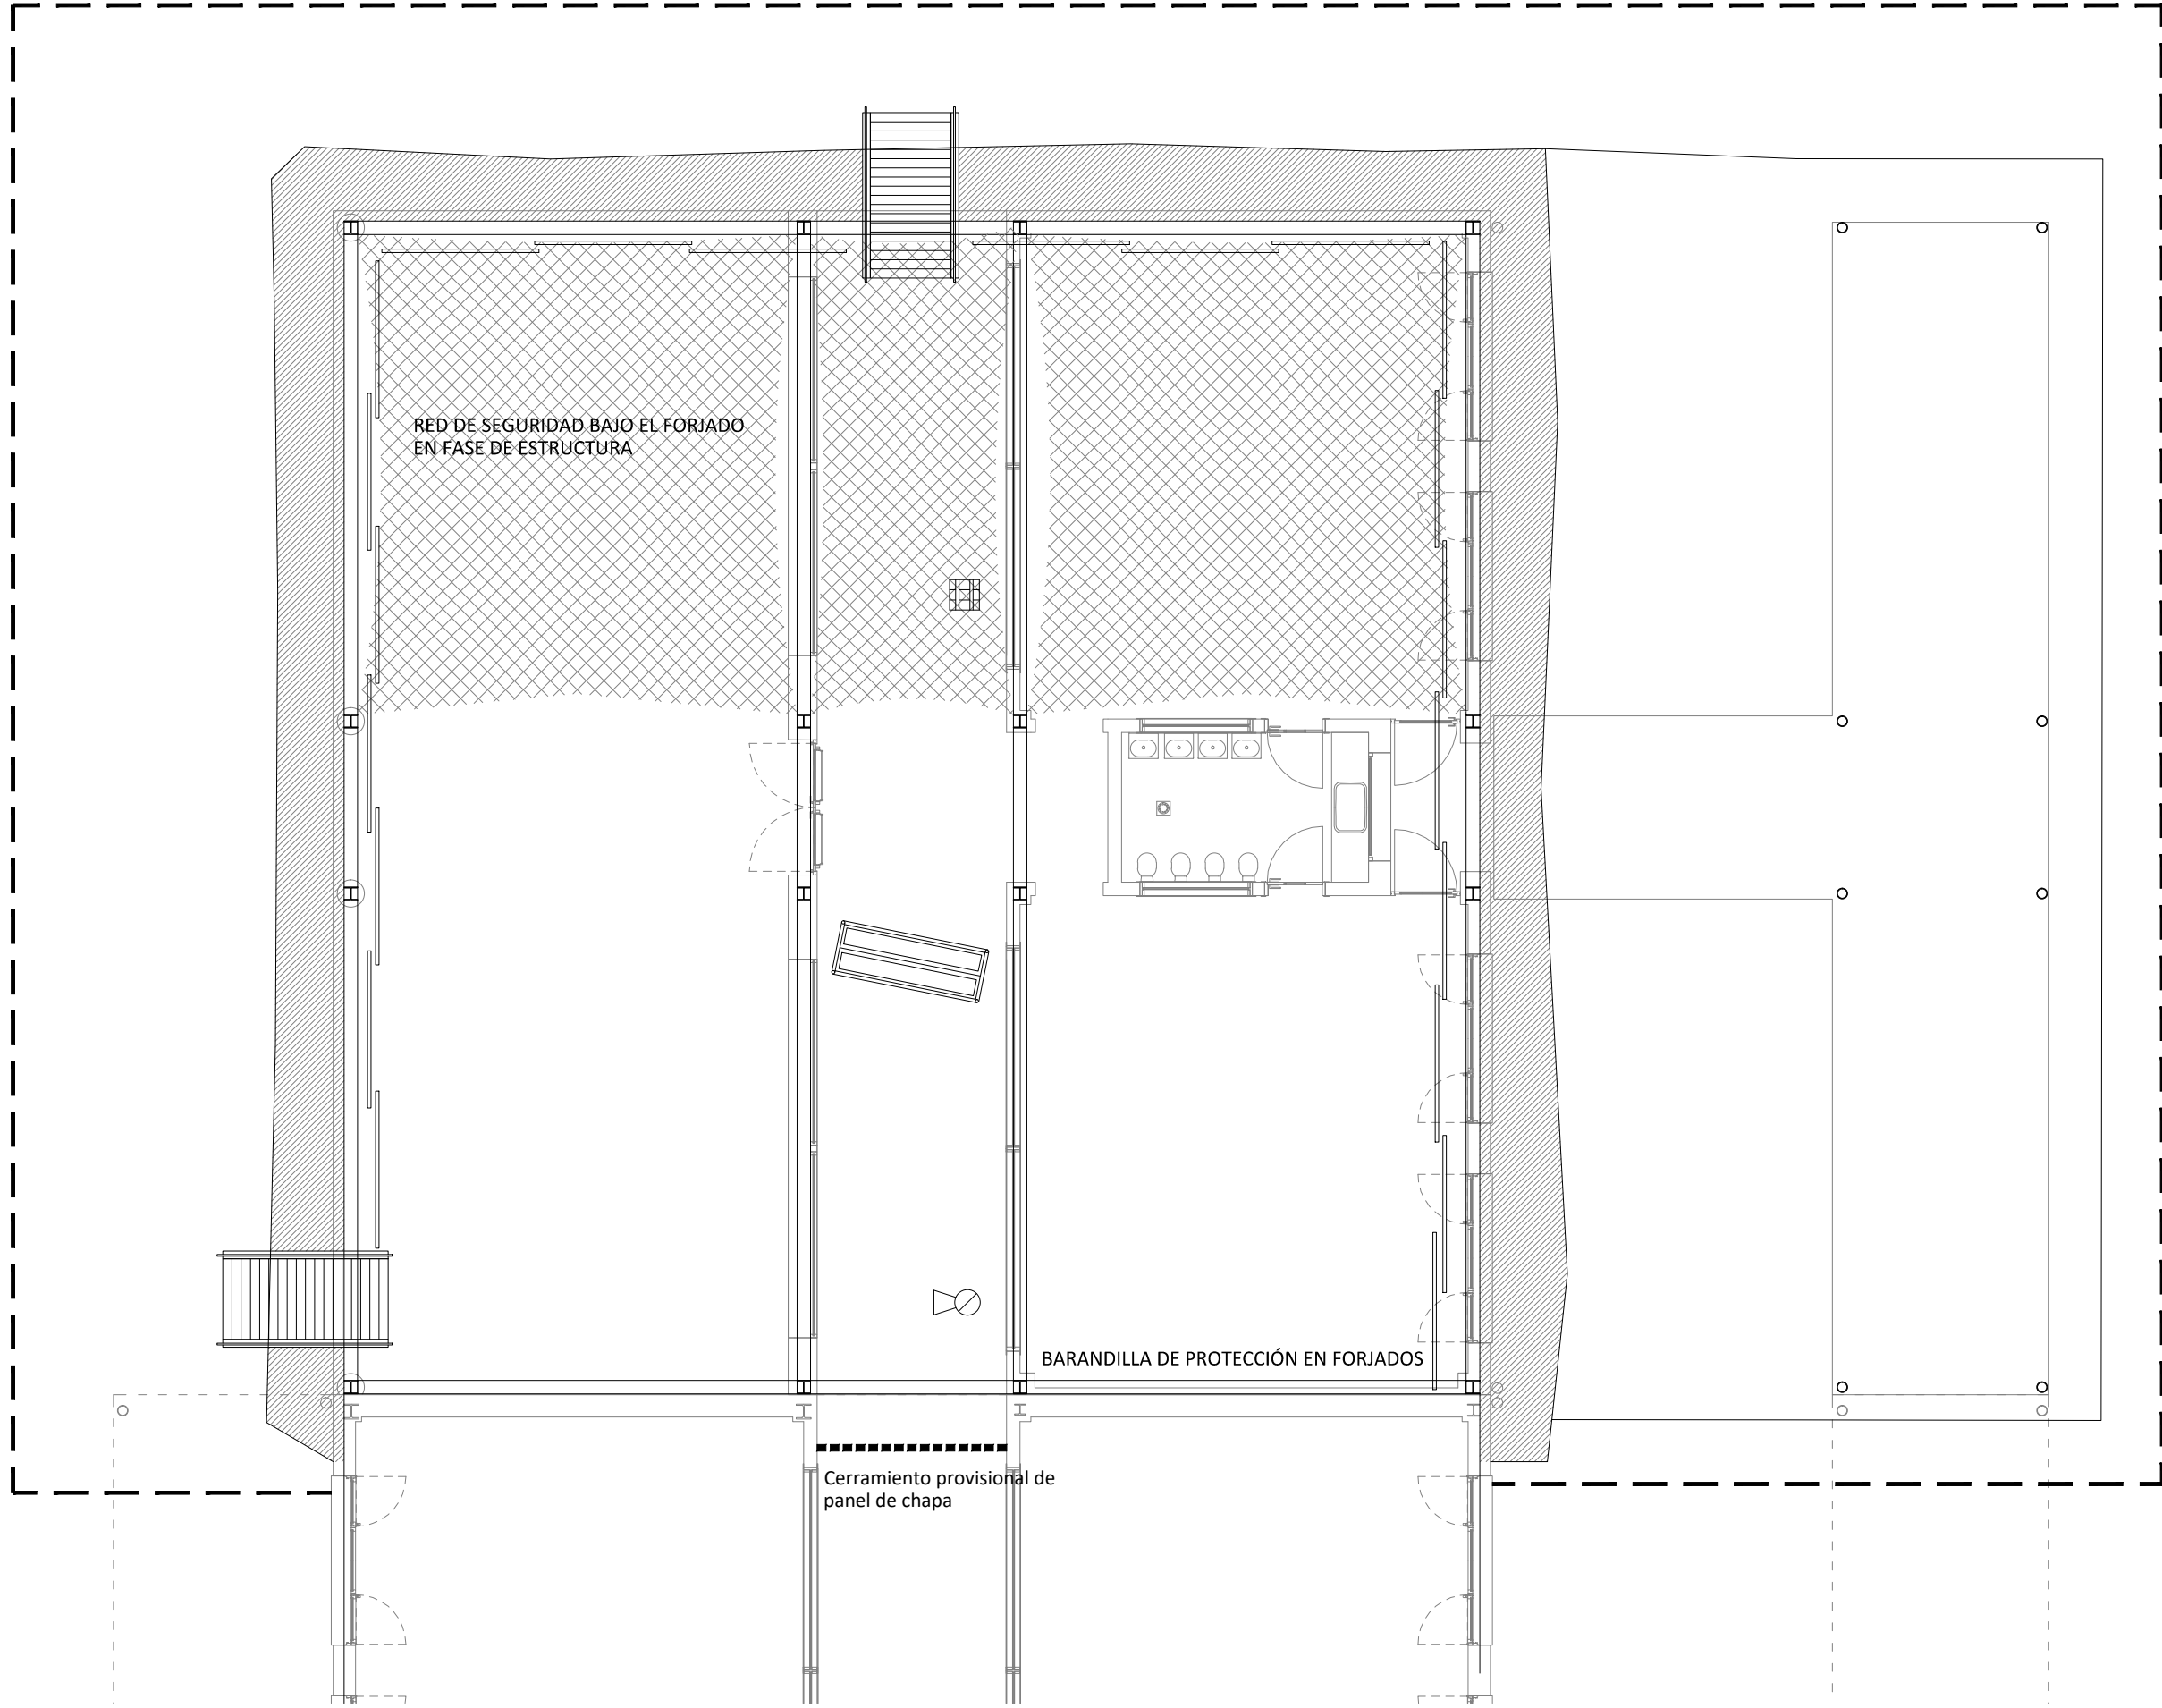 RED DE SEGURIDAD BAJO EL FORJADO
EN FASE DE ESTRUCTURA
BARANDILLA DE PROTECCIÓN EN FORJADOS
Cerramiento provisional de
panel de chapa